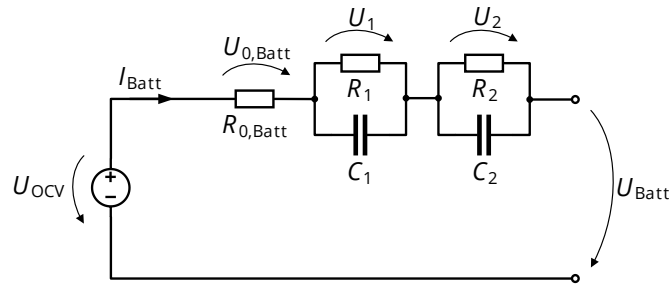 U1
U2
U0,Batt
IBatt
R1
R2
R0,Batt
C1
C2
+
−
UOCV
UBatt